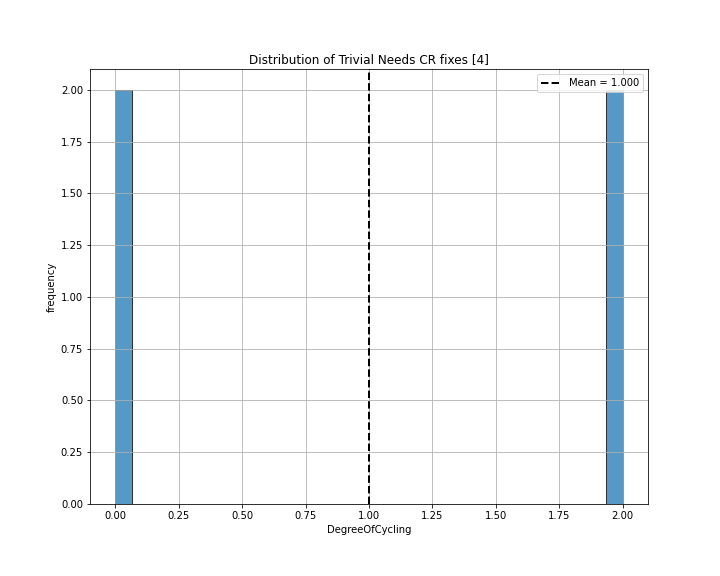 Distribution of Trivial Needs CR fixes [4]
Mean = 1.000
frequency
2.00
1.75
1.50
1.25
1.00
0.75
0.50
0.25
0.00
0.00 0.25 0.50 0.75 1.00 1.25 1.50 1.75 2.00
DegreeOfCycling